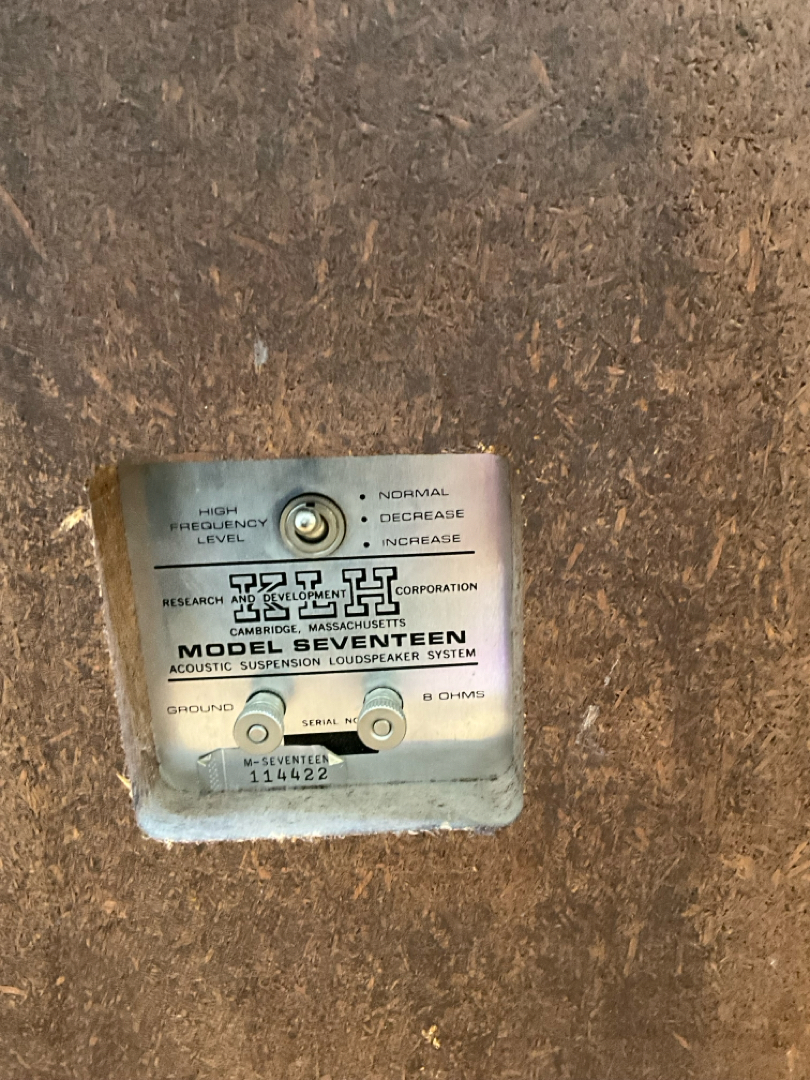 HIGH
FREQUENCY
LEVEL
• NORMAL
• DECREASE
• INCREASE
KLH
RESEARCH AND DEVELOPMENT CORPORATION
CAMBRIDGE, MASSACHUSETTS
MODEL SEVENTEEN
ACOUSTIC SUSPENSION LOUDSPEAKER SYSTEM
GROUND
8 OHMS
SERIAL NO
M-SEVENTEEN
114422